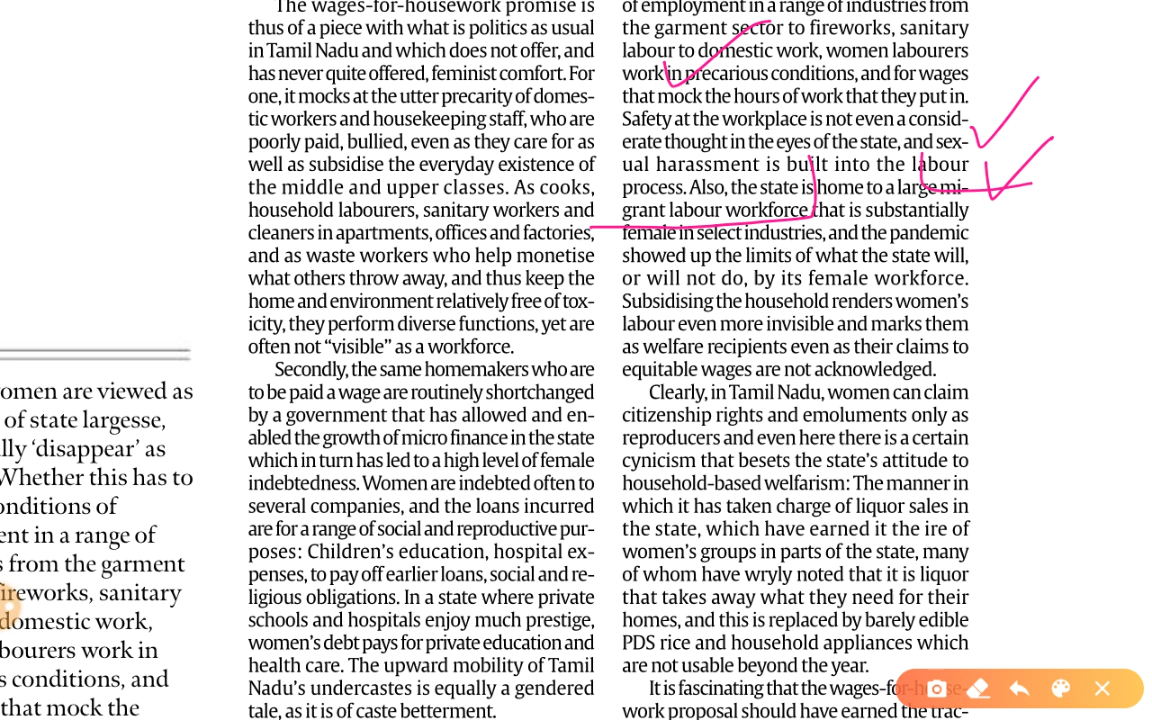 The wages-for-housework promise is
thus of a piece with what is politics as usual
in Tamil Nadu and which does not offer, and
has never quite offered, feminist comfort. For
one, it mocks at the utter precarity of domes-
tic workers and housekeeping staff, who are
poorly paid, bullied, even as they care for as
well as subsidise the everyday existence of
the middle and upper classes. As cooks,
household labourers, sanitary workers and
cleaners in apartments, offices and factories,
and as waste workers who help monetise
what others throw away, and thus keep the
home and environment relatively free of tox-
icity, they perform diverse functions, yet are
often not “visible” as a workforce.
Secondly, the same homemakers who are
to be paid a wage are routinely shortchanged
by a government that has allowed and en-
abled the growth of micro finance in the state
which in turn has led to a high level of female
indebtedness. Women are indebted often to
several companies, and the loans incurred
are for a range of social and reproductive pur-
poses: Children’s education, hospital ex-
penses, to pay off earlier loans, social and re-
ligious obligations. In a state where private
schools and hospitals enjoy much prestige,
women’s debt pays for private education and
health care. The upward mobility of Tamil
Nadu’s undercastes is equally a gendered
tale, as it is of caste betterment.
of employment in a range of industries from
the garment sector to fireworks, sanitary
labour to domestic work, women labourers
work in precarious conditions, and for wages
that mock the hours of work that they put in.
Safety at the workplace is not even a consid-
erate thought in the eyes of the state, and sex-
ual harassment is built into the labour
process. Also, the state is home to a large mi-
grant labour workforce that is substantially
female in select industries, and the pandemic
showed up the limits of what the state will,
or will not do, by its female workforce.
Subsidising the household renders women’s
labour even more invisible and marks them
as welfare recipients even as their claims to
equitable wages are not acknowledged.
Clearly, in Tamil Nadu, women can claim
citizenship rights and emoluments only as
reproducers and even here there is a certain
cynicism that besets the state’s attitude to
household-based welfarism: The manner in
which it has taken charge of liquor sales in
the state, which have earned it the ire of
women’s groups in parts of the state, many
of whom have wryly noted that it is liquor
that takes away what they need for their
homes, and this is replaced by barely edible
PDS rice and household appliances which
are not usable beyond the year.
It is fascinating that the wages-for-house-
work proposal should have earned the trac-
omen are viewed as
of state largesse,
lly ‘disappear’ as
Whether this has to
onditions of
ent in a range of
s from the garment
ireworks, sanitary
domestic work,
bourers work in
s conditions, and
that mock the